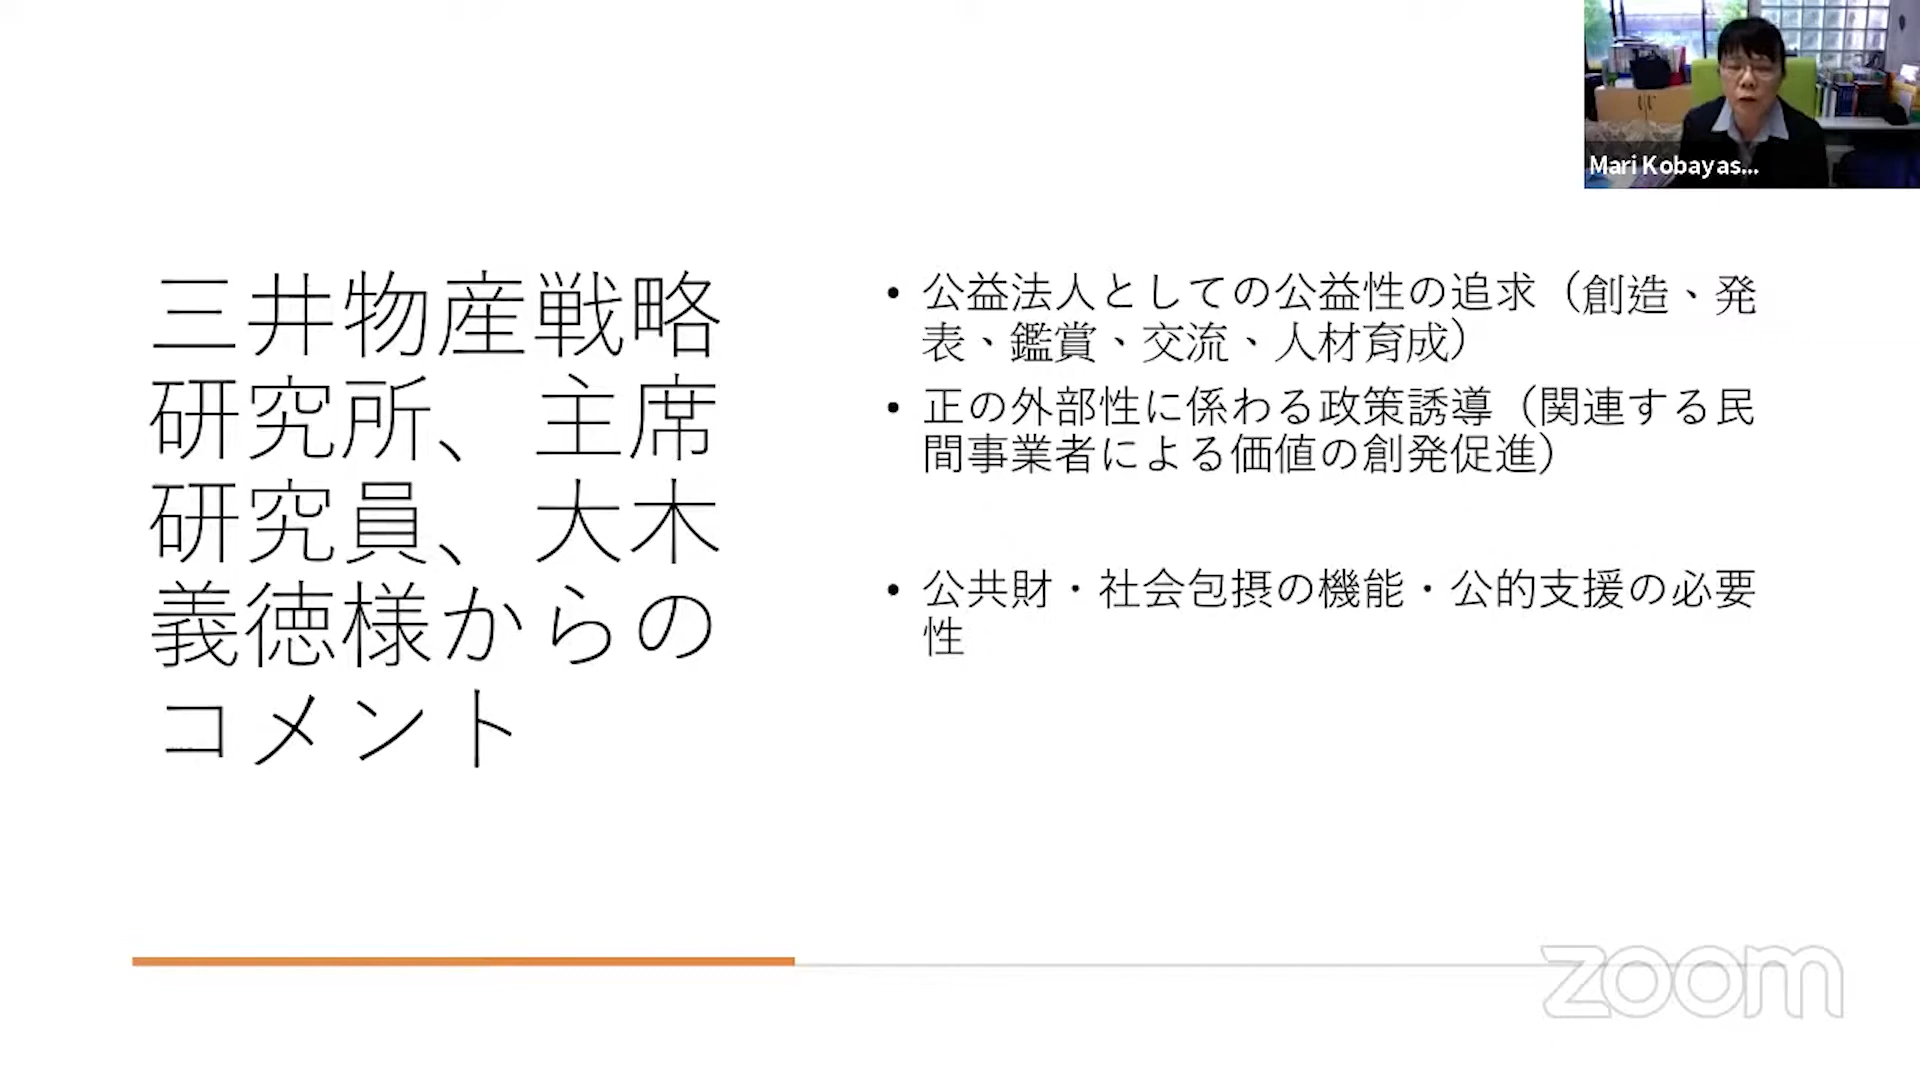 三井物産戦略
研究所、主席
研究員、大木
義徳様からの
コメント
• 公益法人としての公益性の追求（創造、発
表、鑑賞、交流、人材育成）
• 正の外部性に係わる政策誘導（関連する民
間事業者による価値の創発促進）
• 公共財・社会包摂の機能・公的支援の必要
性
Mari Kobayas...
zoom